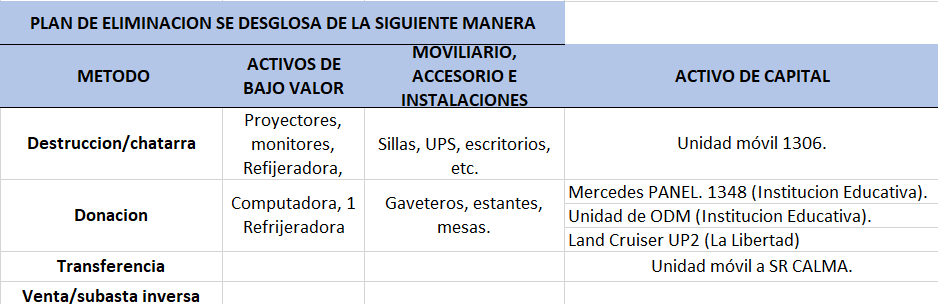 PLAN DE ELIMINACION SE DESGLOSA DE LA SIGUIENTE MANERA
METODO
ACTIVOS DE
BAJO VALOR
MOVILIARIO,
ACCESORIO E
INSTALACIONES
ACTIVO DE CAPITAL
Destruccion/chatarra
Proyectores,
monitores,
Refijeradora,
Sillas, UPS, escritorios,
etc.
Unidad móvil 1306.
Donacion
Computadora, 1
Refrijeradora
Gaveteros, estantes,
mesas.
Mercedes PANEL. 1348 (Institucion Educativa).
Unidad de ODM (Institucion Educativa).
Land Cruiser UP2 (La Libertad)
Transferencia
Unidad móvil a SR CALMA.
Venta/subasta inversa